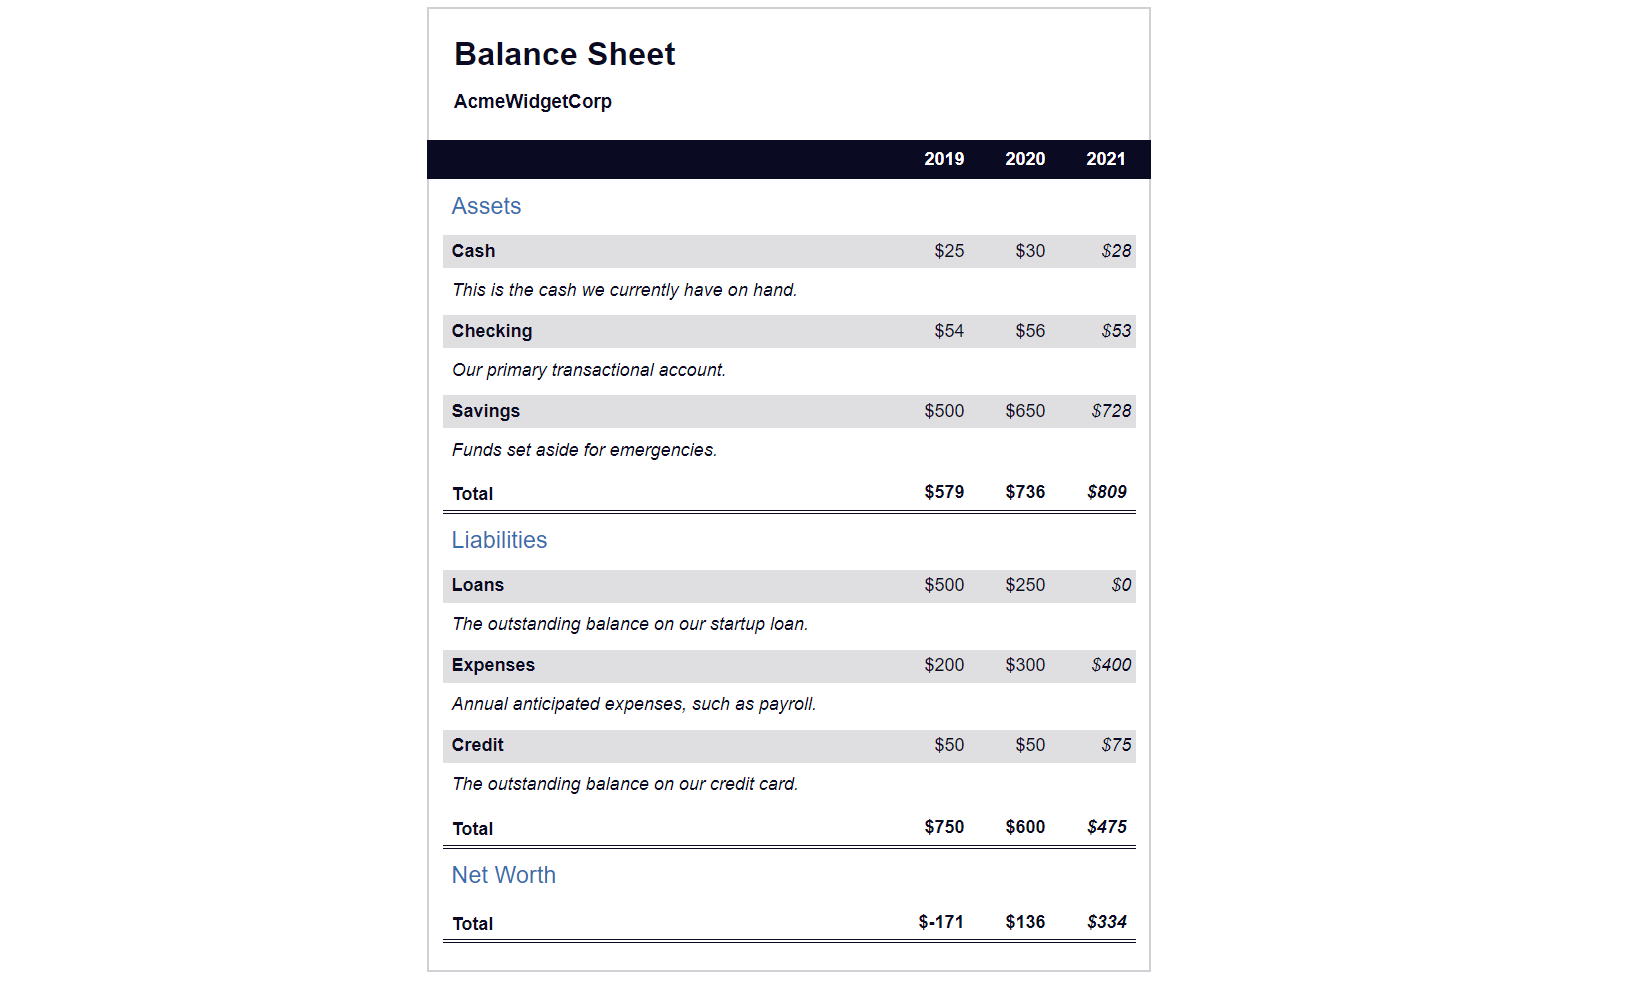 Balance Sheet
AcmeWidgetCorp
2019 2020 2021
Assets
Cash $25 $30 $28
This is the cash we currently have on hand.
Checking $54 $56 $53
Our primary transactional account.
Savings $500 $650 $728
Funds set aside for emergencies.
Total $579 $736 $809
Liabilities
Loans $500 $250 $0
The outstanding balance on our startup loan.
Expenses $200 $300 $400
Annual anticipated expenses, such as payroll.
Credit $50 $50 $75
The outstanding balance on our credit card.
Total $750 $600 $475
Net Worth
Total $-171 $136 $334